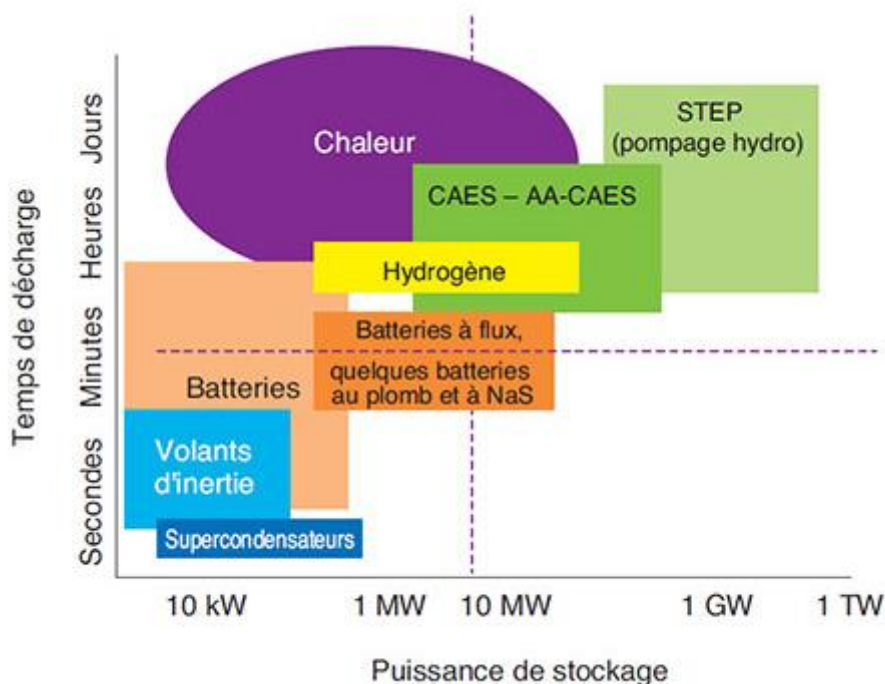 Temps de décharge
Jours
Heures
Minutes
Secondes
Chaleur
STEP
(pompage hydro)
CAES – AA-CAES
Hydrogène
Batteries à flux,
quelques batteries
au plomb et à NaS
Batteries
Volants
d'inertie
Supercondensateurs
10 kW
1 MW
10 MW
1 GW
1 TW
Puissance de stockage